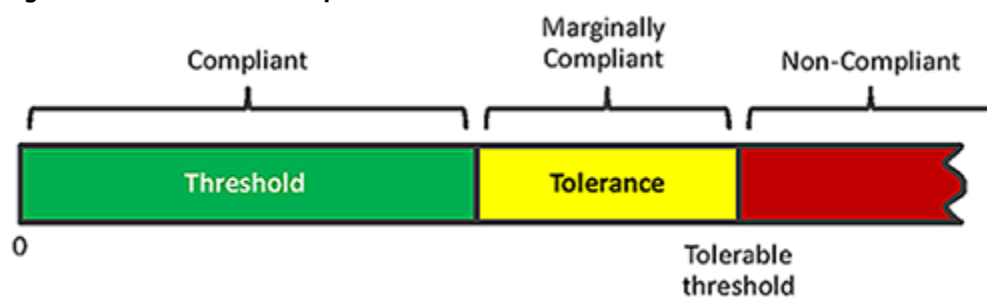 Compliant
Marginally
Compliant
Non-Compliant
Threshold
Tolerance
0
Tolerable
threshold